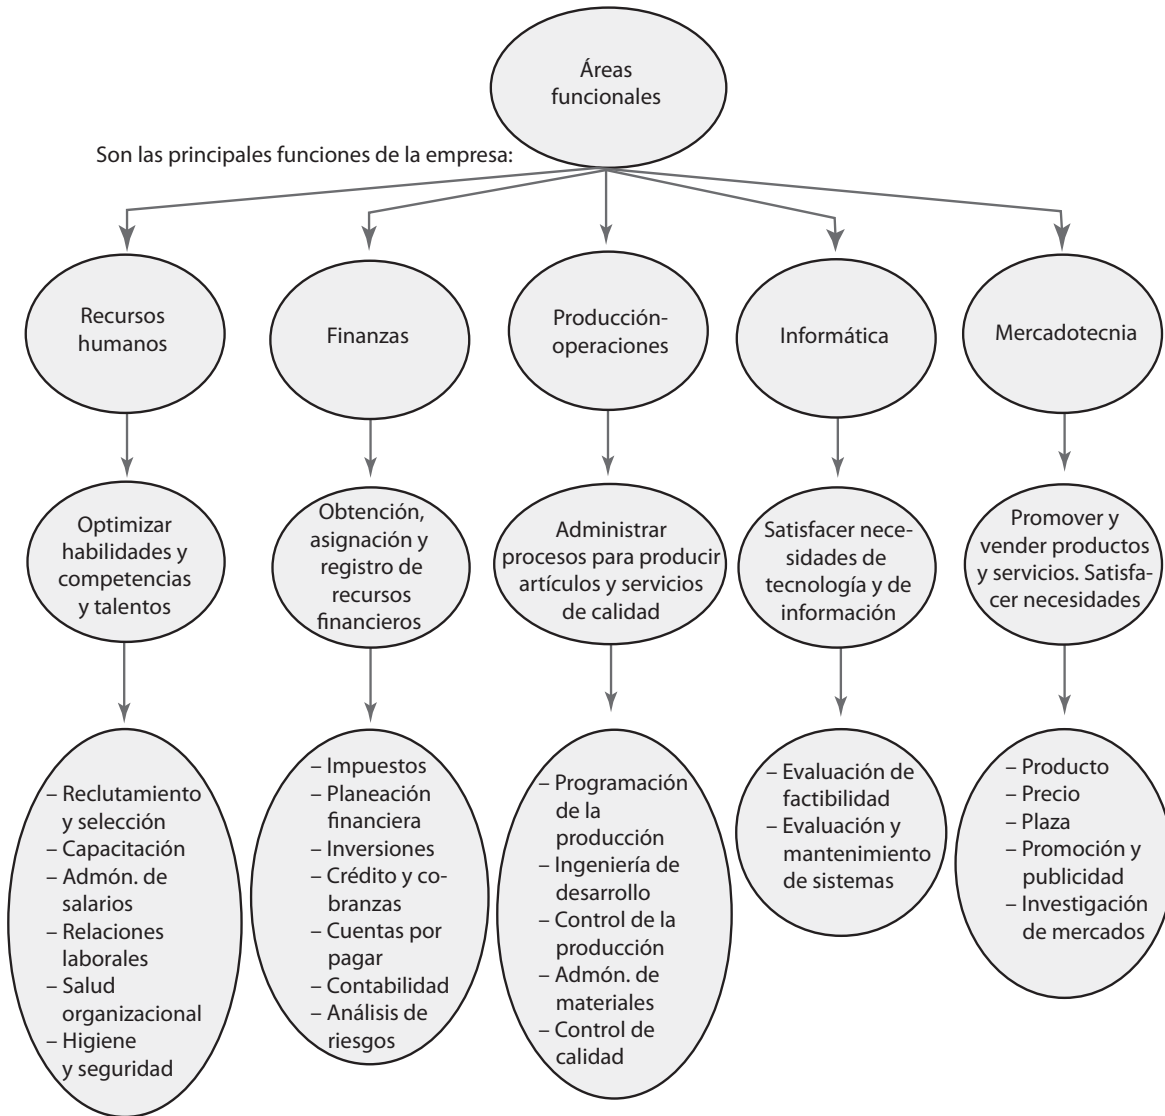 Áreas
funcionales
Son las principales funciones de la empresa:
Recursos
humanos
Finanzas
Producción-
operaciones
Informática
Mercadotecnia
Optimizar
habilidades y
competencias
y talentos
Obtención,
asignación y
registro de
recursos
financieros
Administrar
procesos para producir
artículos y servicios
de calidad
Satisfacer nece-
sidades de
tecnología y de
información
Promover y
vender productos
y servicios. Satisfa-
cer necesidades
– Reclutamiento
y selección
– Capacitación
– Admón. de
salarios
– Relaciones
laborales
– Salud
organizacional
– Higiene
y seguridad
– Impuestos
– Planeación
financiera
– Inversiones
– Crédito y co-
branzas
– Cuentas por
pagar
– Contabilidad
– Análisis de
riesgos
– Programación
de la
producción
– Ingeniería de
desarrollo
– Control de la
producción
– Admón. de
materiales
– Control de
calidad
– Evaluación de
factibilidad
– Evaluación y
mantenimiento
de sistemas
– Producto
– Precio
– Plaza
– Promoción y
publicidad
– Investigación
de mercados